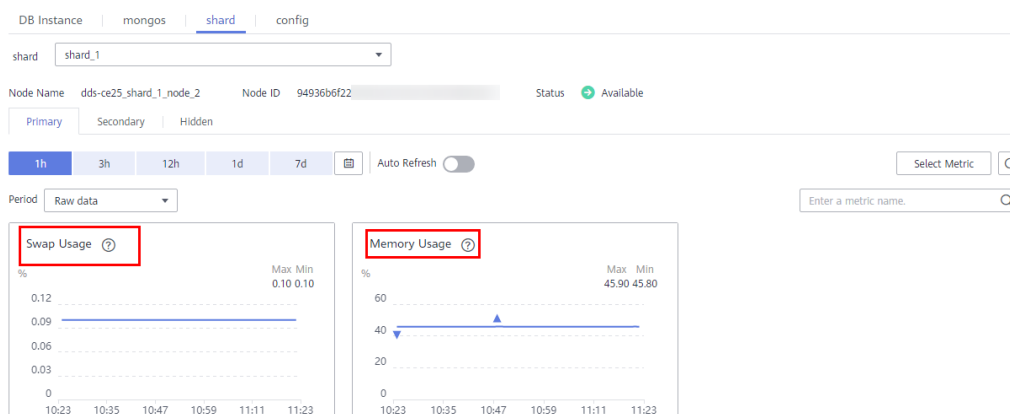 DB Instance mongos shard config
shard shard_1
Node Name dds-ce25_shard_1_node_2 Node ID 94936b6f22 Status Available
Primary Secondary Hidden
1h 3h 12h 1d 7d Auto Refresh Select Metric
Period Raw data Enter a metric name.
Swap Usage ?
%
Max Min
0.10 0.10
0.12
0.09
0.06
0.03
0
10:23 10:35 10:47 10:59 11:11 11:23
Memory Usage ?
%
Max Min
45.90 45.80
60
40
20
0
10:23 10:35 10:47 10:59 11:11 11:23